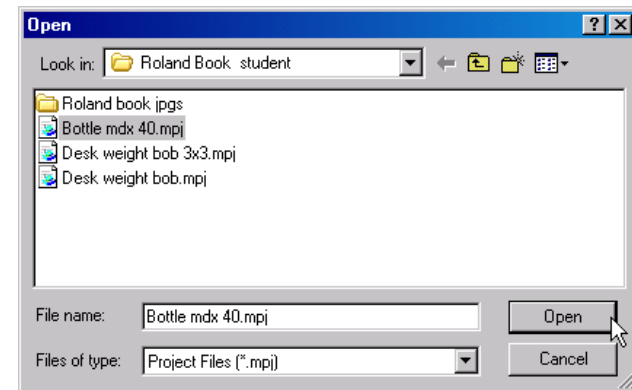 Open
Look in: Roland Book student
Roland book jpgs
Bottle mdx 40.mpj
Desk weight bob 3x3.mpj
Desk weight bob.mpj
File name: Bottle mdx 40.mpj Open
Files of type: Project Files (*.mpj) Cancel